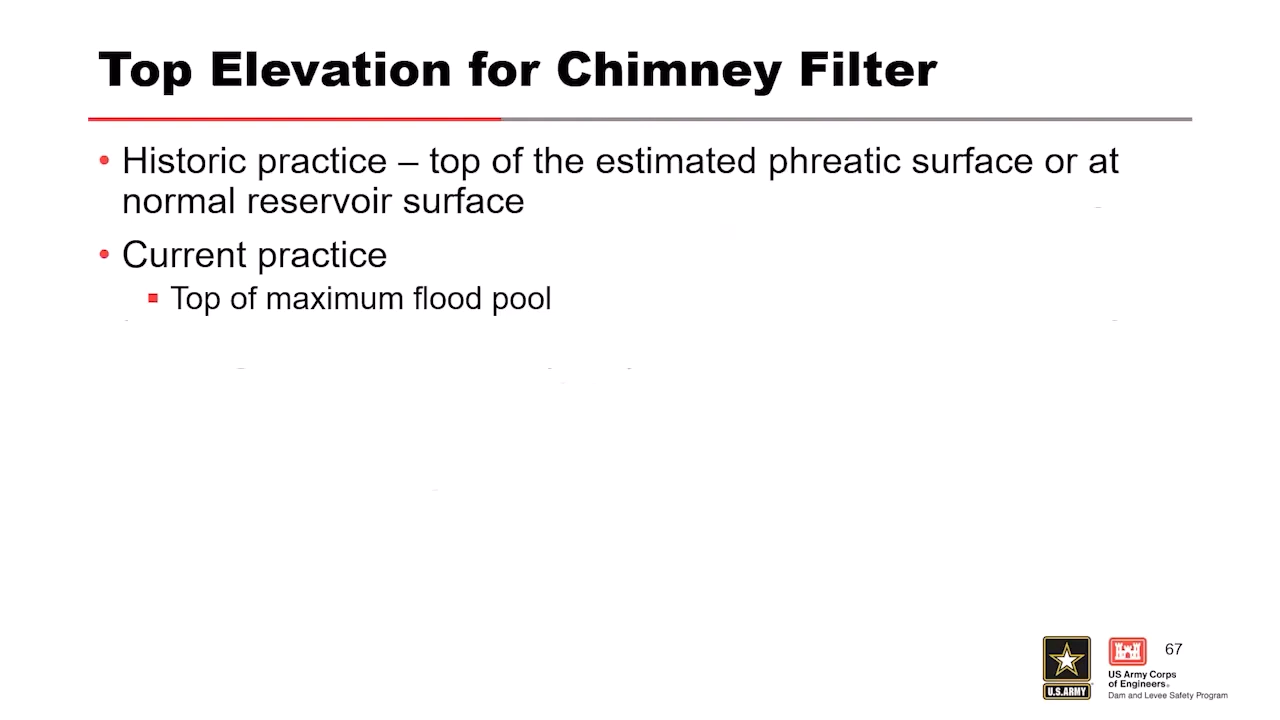 Top Elevation for Chimney Filter
• Historic practice – top of the estimated phreatic surface or at
normal reservoir surface
• Current practice
▪ Top of maximum flood pool
67
U.S.ARMY
US Army Corps
of Engineers®
Dam and Levee Safety Program